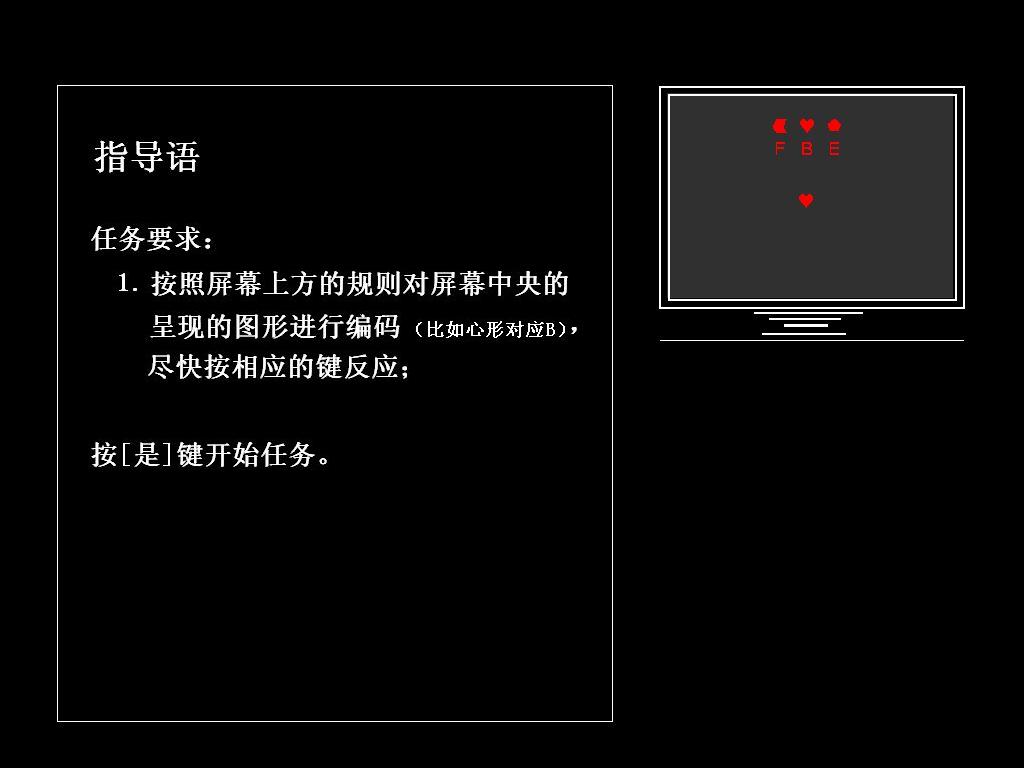 指导语
任务要求：
1. 按照屏幕上方的规则对屏幕中央的
呈现的图形进行编码（比如心形对应B），
尽快按相应的键反应；
按[是]键开始任务。
F B E